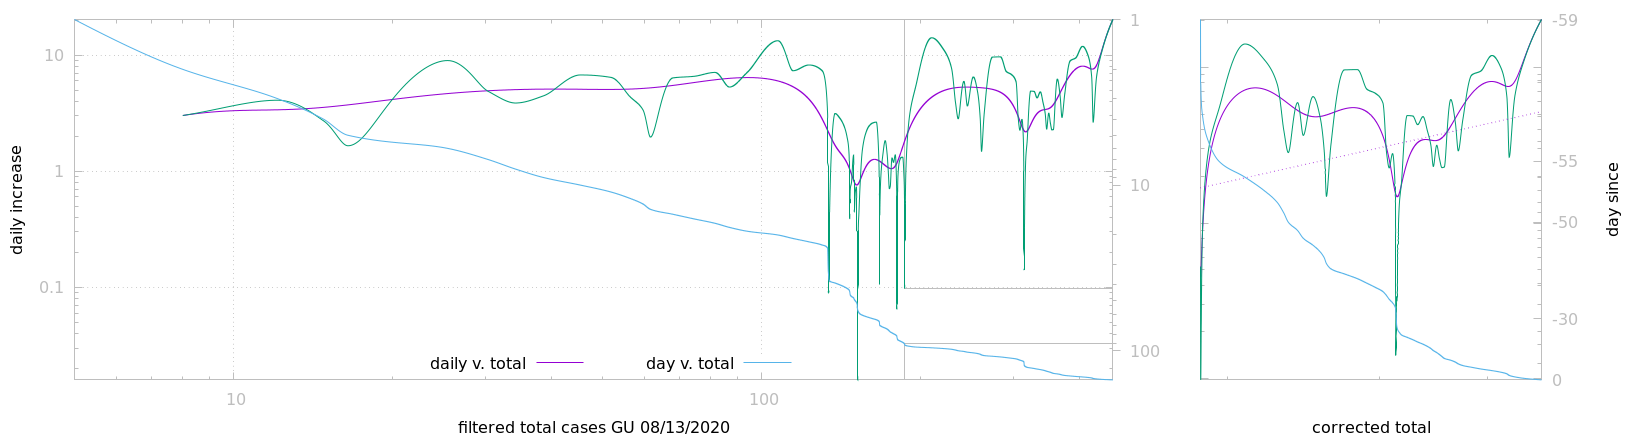 10
1
0.1
daily increase
daily v. total
day v. total
10
100
filtered total cases GU 08/13/2020
1
10
100
-59
-55
-50
-30
0
day since
corrected total